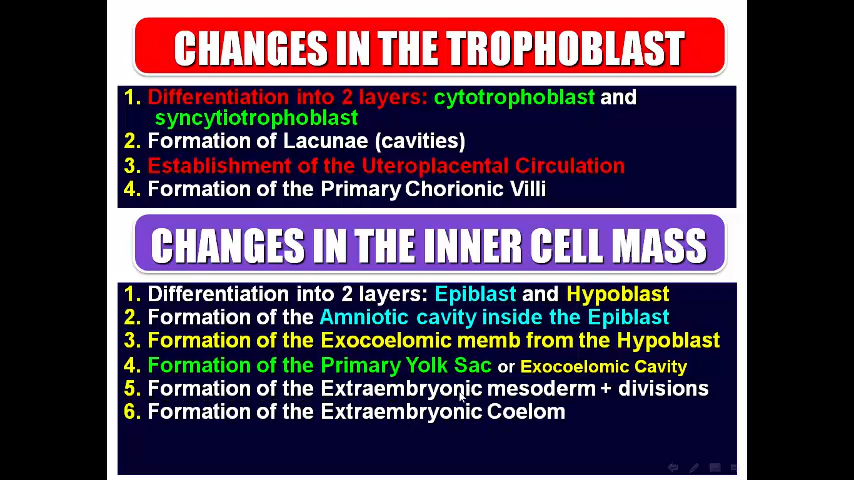 CHANGES IN THE TROPHOBLAST
1. Differentiation into 2 layers: cytotrophoblast and
syncytiotrophoblast
2. Formation of Lacunae (cavities)
3. Establishment of the Uteroplacental Circulation
4. Formation of the Primary Chorionic Villi
CHANGES IN THE INNER CELL MASS
1. Differentiation into 2 layers: Epiblast and Hypoblast
2. Formation of the Amniotic cavity inside the Epiblast
3. Formation of the Exocoelomic memb from the Hypoblast
4. Formation of the Primary Yolk Sac or Exocoelomic Cavity
5. Formation of the Extraembryonic mesoderm + divisions
6. Formation of the Extraembryonic Coelom